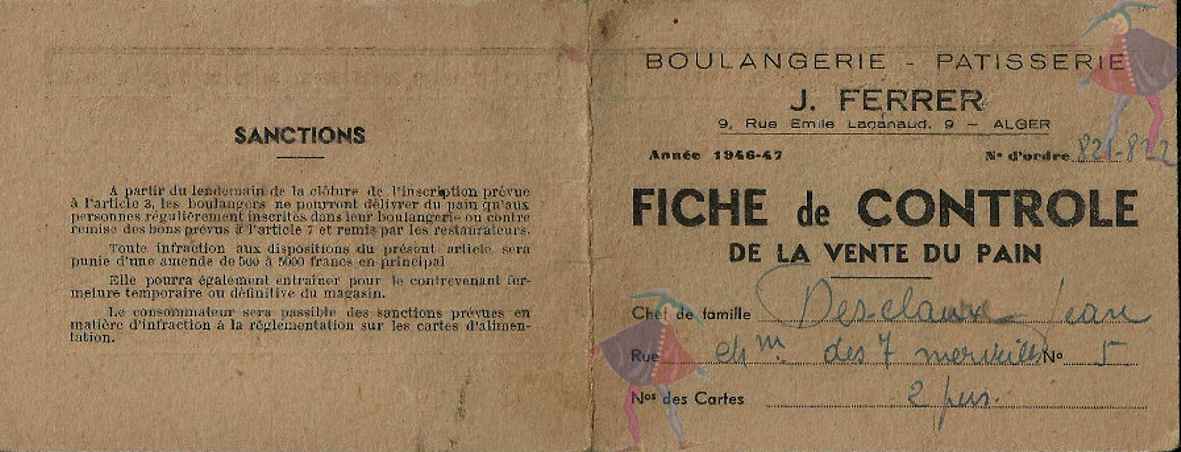 SANCTIONS
A partir du lendemain de la clôture de l'inscription prévue
à l'article 3, les boulangers ne pourront délivrer du pain qu'aux
personnes régulièrement inscrites dans leur boulangerie ou contre
remise des bons prévus à l'article 7 et remis par les restaurateurs.
Toute infraction aux dispositions du présent article sera
punie d'une amende de 500 à 5000 francs en principal
Elle pourra également entraîner pour le contrevenant fer-
meture temporaire ou définitive du magasin.
Le consommateur sera passible des sanctions prévues en
matière d'infraction à la réglementation sur les cartes d'alimen-
tation.
BOULANGERIE - PATISSERIE
J. FERRER
9, Rue Emile Laçanaud, 9 - ALGER
Année 1946-47 N° d'ordre 821-822
FICHE de CONTROLE
DE LA VENTE DU PAIN
Chef de famille Desclaux Jean
Rue chm. des 7 merveilles N° 5
Nos des Cartes 2 pers.